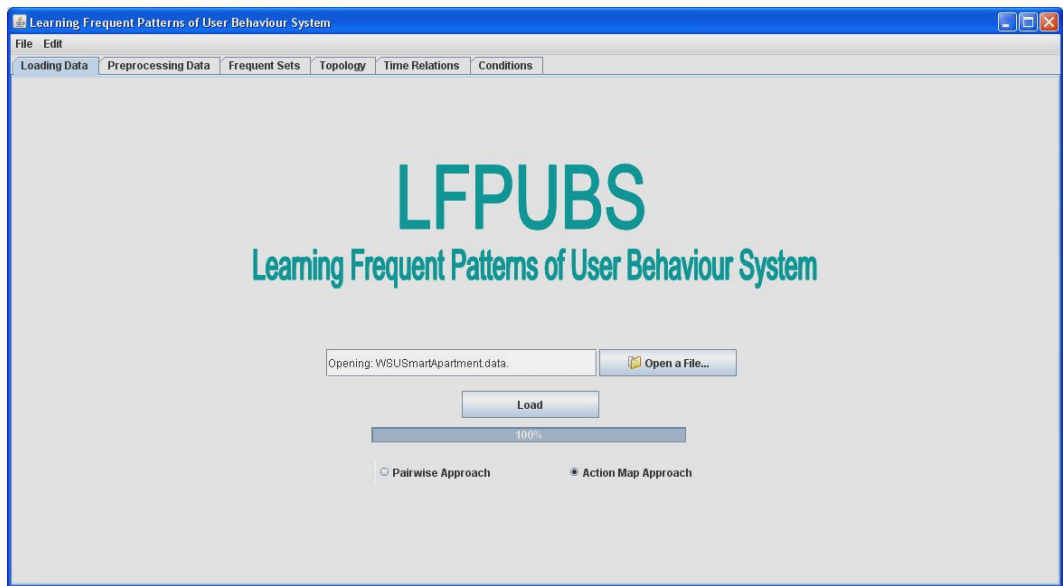 Learning Frequent Patterns of User Behaviour System
File Edit
Loading Data Preprocessing Data Frequent Sets Topology Time Relations Conditions
LFPUBS
Learning Frequent Patterns of User Behaviour System
Opening: WSUSmartApartment.data. Open a File...
Load
100%
Pairwise Approach Action Map Approach